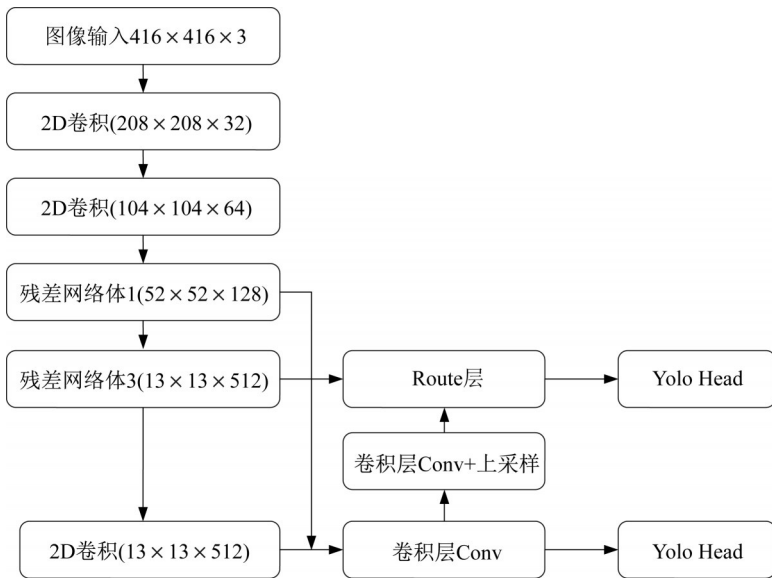 图像输入416×416×3
2D卷积(208×208×32)
2D卷积(104×104×64)
残差网络体1(52×52×128)
残差网络体3(13×13×512)
Route层
Yolo Head
卷积层Conv+上采样
2D卷积(13×13×512)
卷积层Conv
Yolo Head